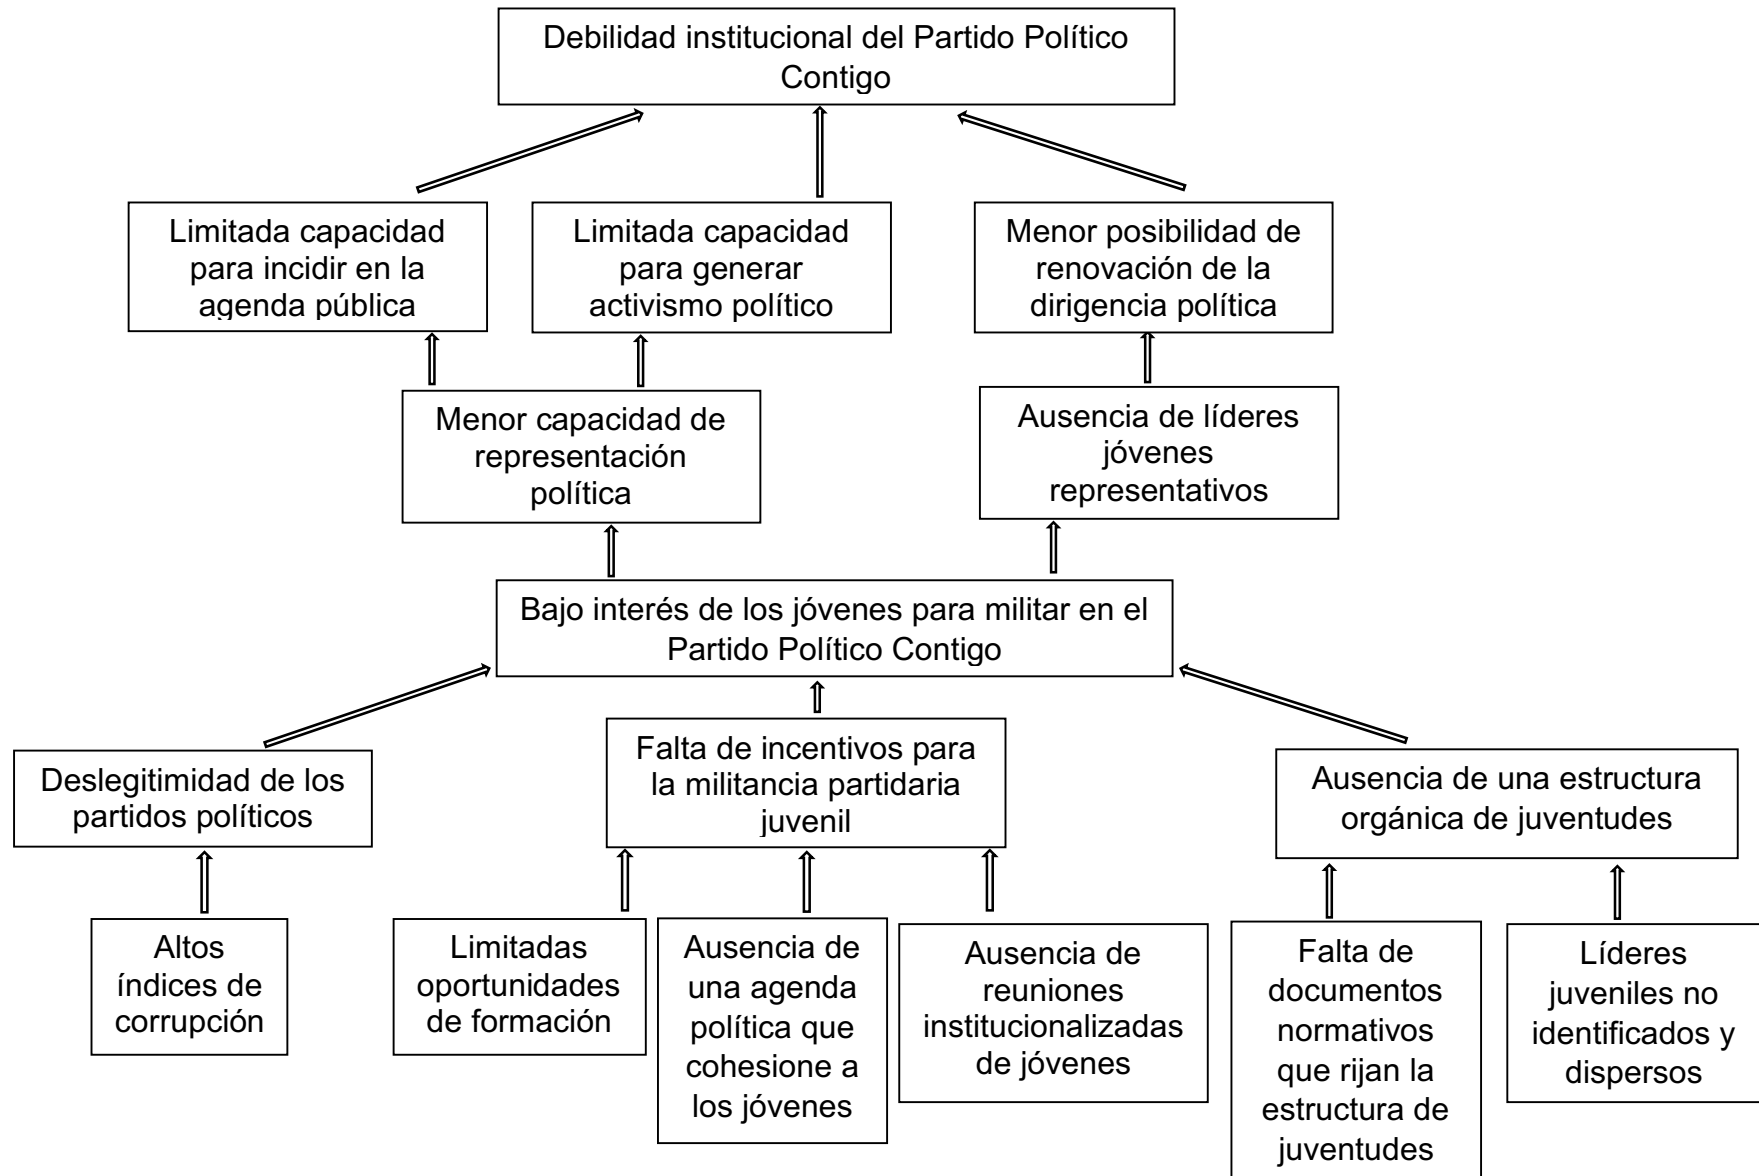 Debilidad institucional del Partido Político
Contigo
Limitada capacidad
para incidir en la
agenda pública
Limitada capacidad
para generar
activismo político
Menor posibilidad de
renovación de la
dirigencia política
Menor capacidad de
representación
política
Ausencia de líderes
jóvenes
representativos
Bajo interés de los jóvenes para militar en el
Partido Político Contigo
Deslegitimidad de los
partidos políticos
Falta de incentivos para
la militancia partidaria
juvenil
Ausencia de una estructura
orgánica de juventudes
Altos
índices de
corrupción
Limitadas
oportunidades
de formación
Ausencia de
una agenda
política que
cohesione a
los jóvenes
Ausencia de
reuniones
institucionalizadas
de jóvenes
Falta de
documentos
normativos
que rijan la
estructura de
juventudes
Líderes
juveniles no
identificados y
dispersos